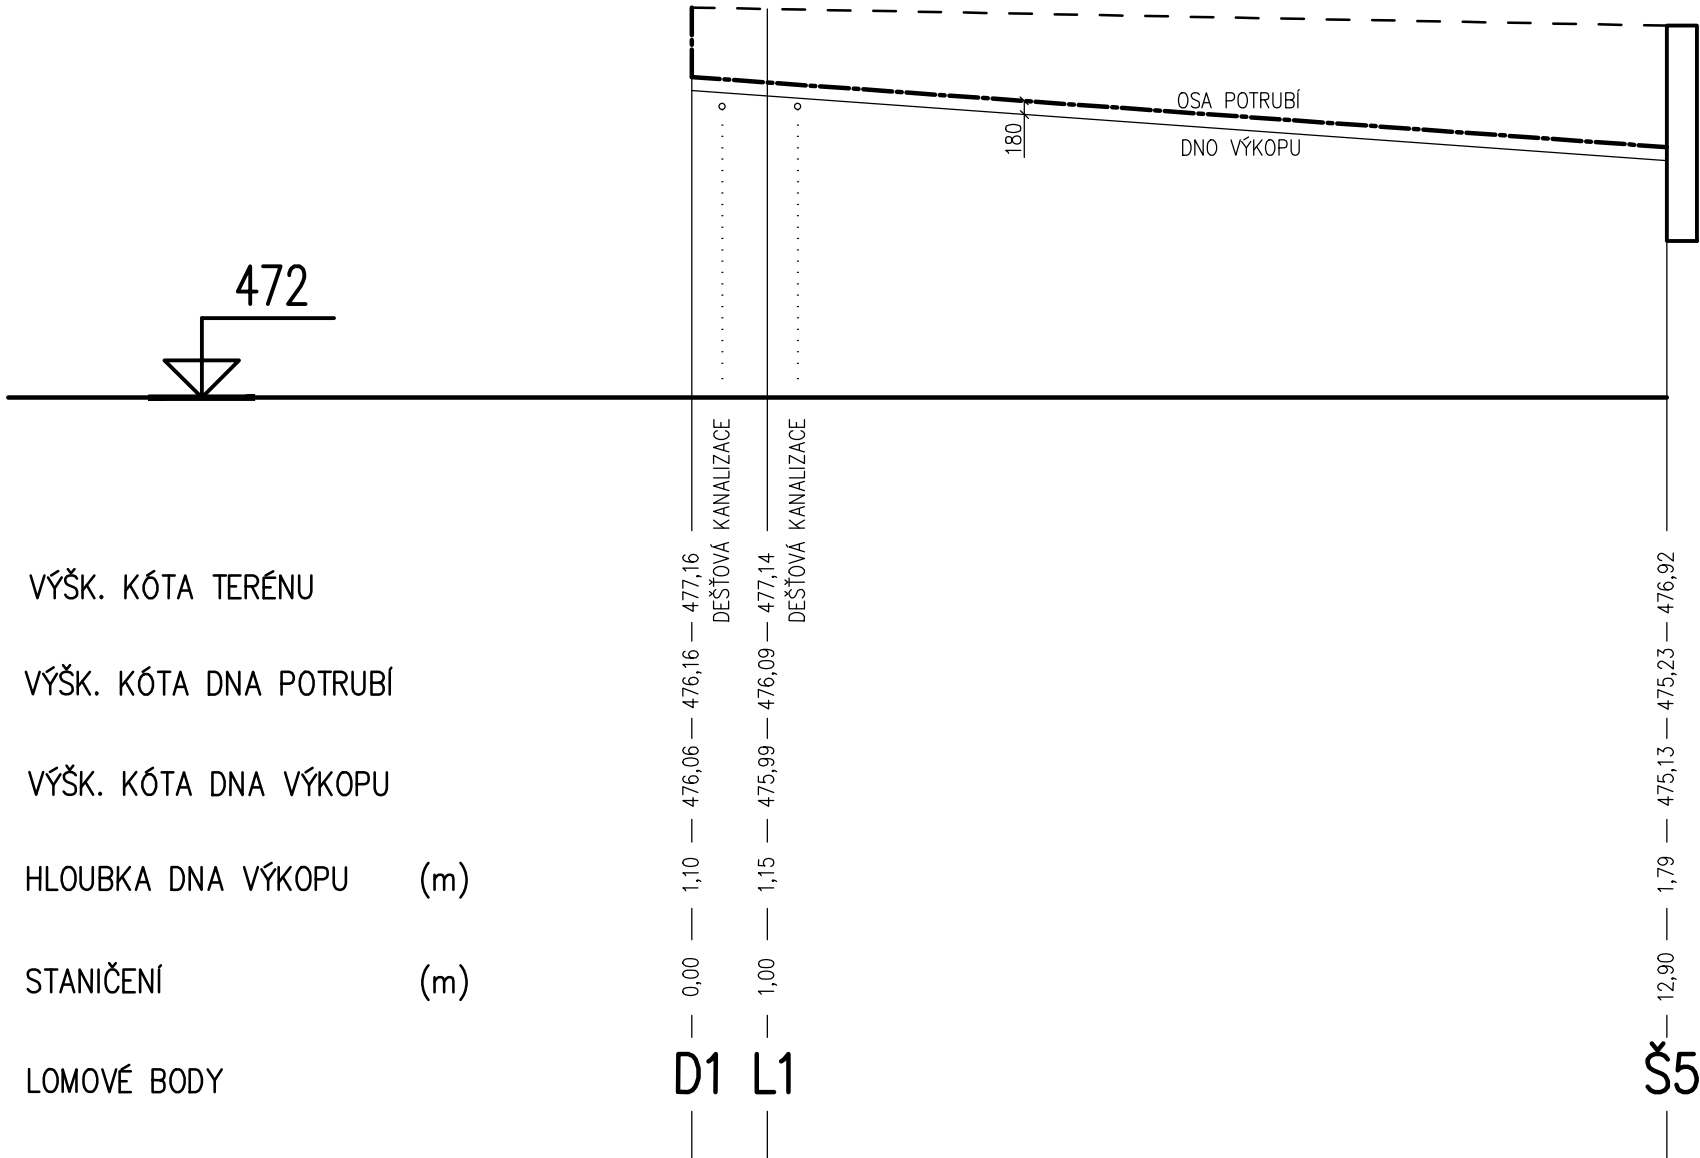 OSA POTRUBÍ
180
DNO VÝKOPU
472
DEŠŤOVÁ KANALIZACE
DEŠŤOVÁ KANALIZACE
VÝŠK. KÓTA TERÉNU 477,16 477,14 476,92
VÝŠK. KÓTA DNA POTRUBÍ 476,16 476,09 475,23
VÝŠK. KÓTA DNA VÝKOPU 476,06 475,99 475,13
HLOUBKA DNA VÝKOPU (m) 1,10 1,15 1,79
STANIČENÍ (m) 0,00 1,00 12,90
LOMOVÉ BODY D1 L1 Š5